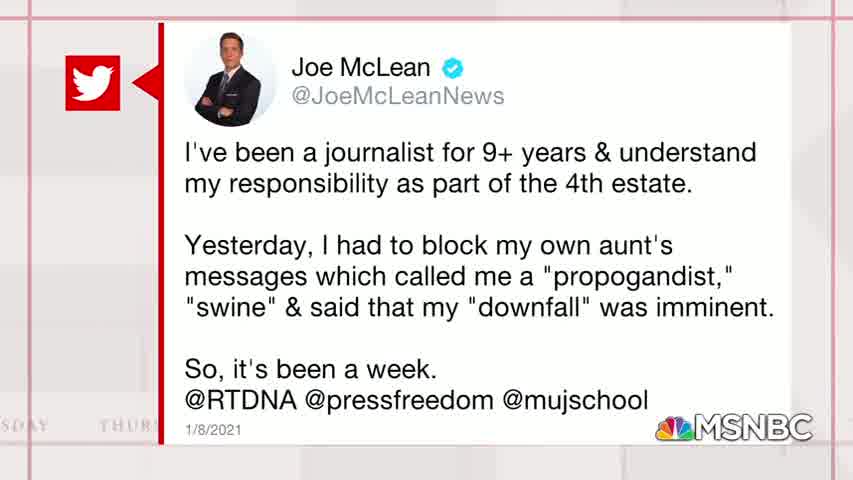 Joe McLean
@JoeMcLeanNews
I've been a journalist for 9+ years & understand
my responsibility as part of the 4th estate.
Yesterday, I had to block my own aunt's
messages which called me a "propogandist,"
"swine" & said that my "downfall" was imminent.
So, it's been a week.
@RTDNA @pressfreedom @mujschool
1/8/2021
SDAY THUR
MSNBC